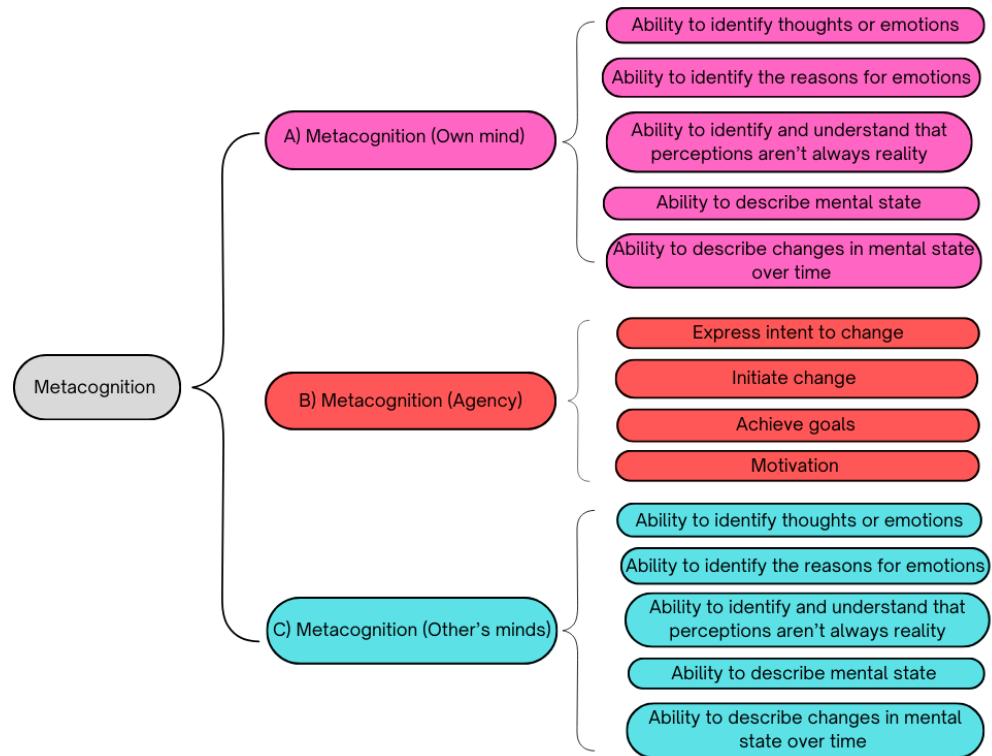 Metacognition
A) Metacognition (Own mind)
Ability to identify thoughts or emotions
Ability to identify the reasons for emotions
Ability to identify and understand that
perceptions aren't always reality
Ability to describe mental state
Ability to describe changes in mental state
over time
B) Metacognition (Agency)
Express intent to change
Initiate change
Achieve goals
Motivation
C) Metacognition (Other's minds)
Ability to identify thoughts or emotions
Ability to identify the reasons for emotions
Ability to identify and understand that
perceptions aren't always reality
Ability to describe mental state
Ability to describe changes in mental
state over time